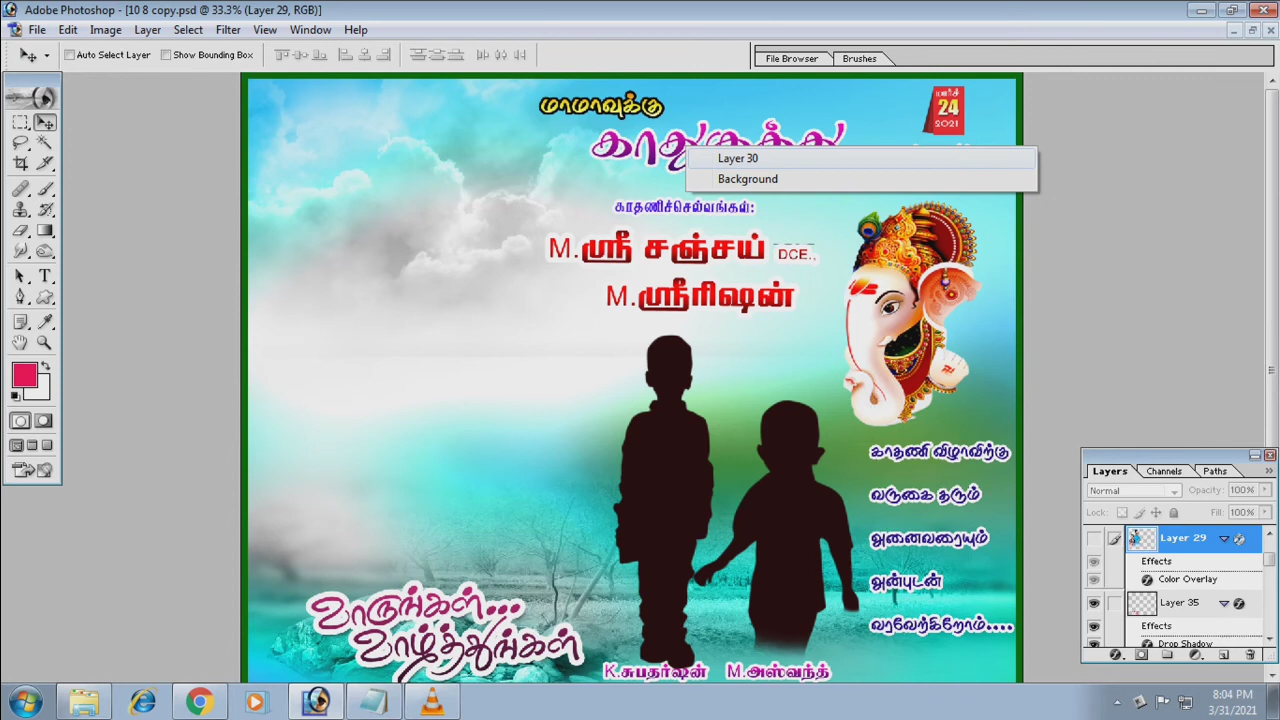 Adobe Photoshop - [10 8 copy.psd @ 33.3% (Layer 29, RGB)]
File Edit Image Layer Select Filter View Window Help
Auto Select Layer Show Bounding Box File Browser Brushes
மாமாவுக்கு
மார்ச்
24
2021
காதுகுத்து
Layer 30
Background
காதணிச்செல்வங்கள்:
M.ஸ்ரீ சஞ்சய் DCE.,
M.ஸ்ரீரிஷன்
காதணி விழாவிற்கு
வருகை தரும்
அனைவரையும்
அன்புடன்
வரவேற்கிறோம்....
வாருங்கள்...
வாழ்த்துங்கள்
K.சுபதர்ஷன் M.அஸ்வந்த்
Layers Channels Paths
Normal Opacity: 100%
Lock: Fill: 100%
Layer 29
Effects
Color Overlay
Layer 35
Effects
Drop Shadow
8:04 PM
3/31/2021